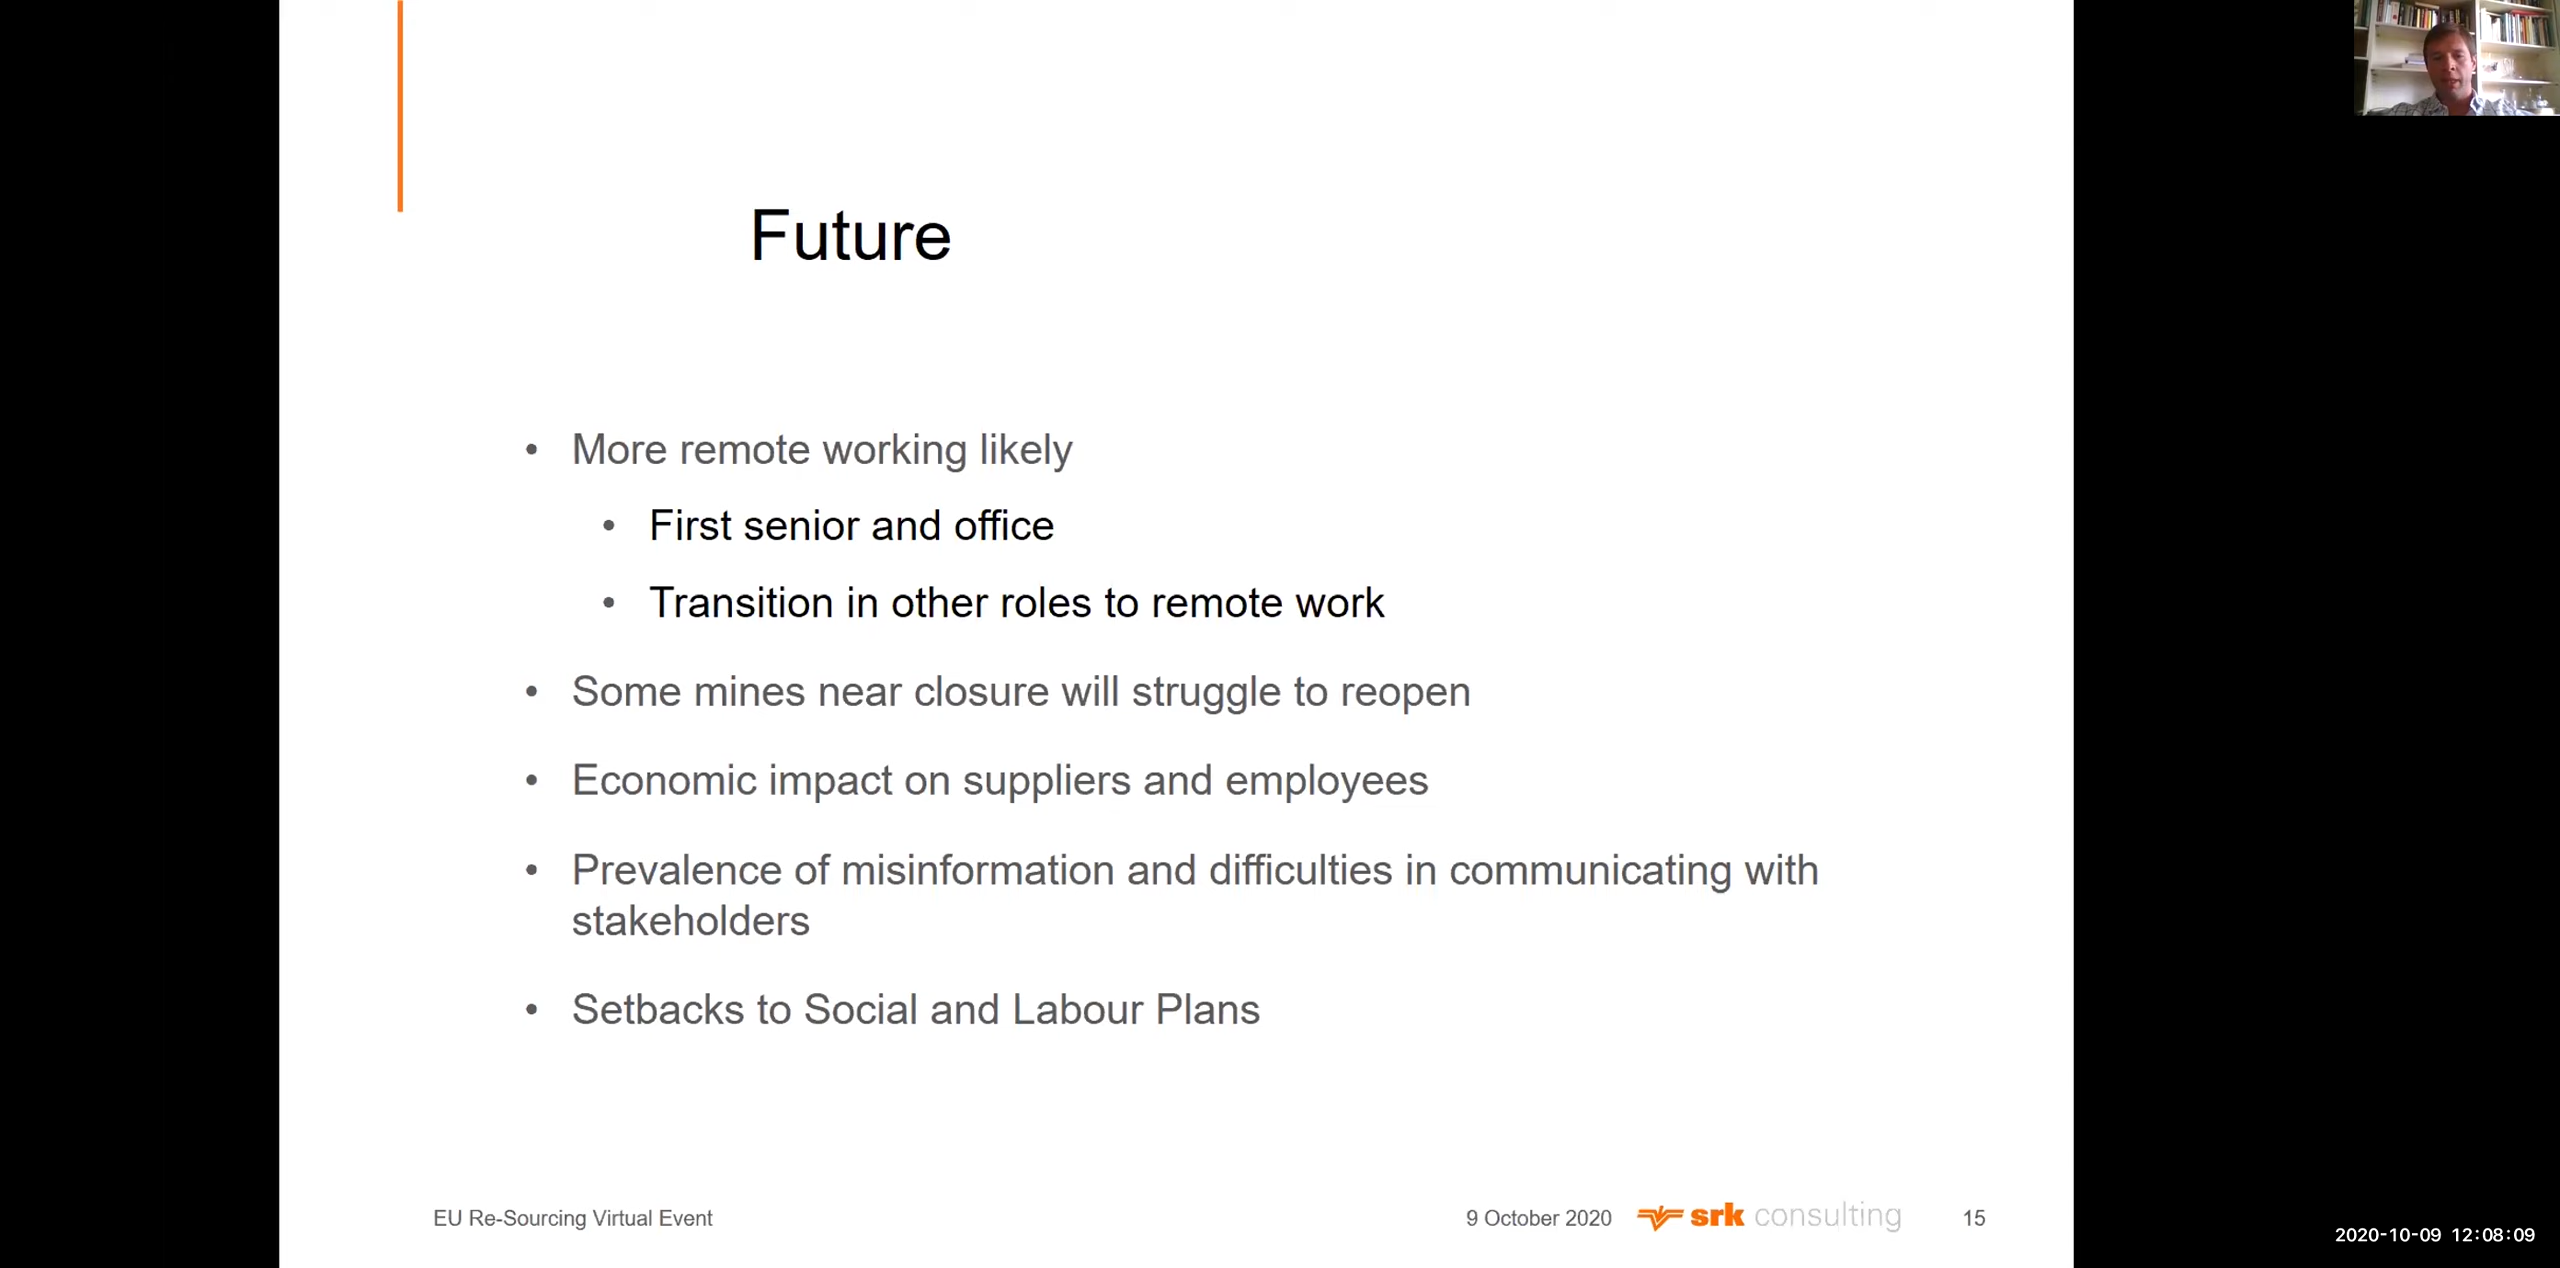 Future
• More remote working likely
• First senior and office
• Transition in other roles to remote work
• Some mines near closure will struggle to reopen
• Economic impact on suppliers and employees
• Prevalence of misinformation and difficulties in communicating with
stakeholders
• Setbacks to Social and Labour Plans
EU Re-Sourcing Virtual Event
9 October 2020
srk consulting
15
2020-10-09 12:08:09